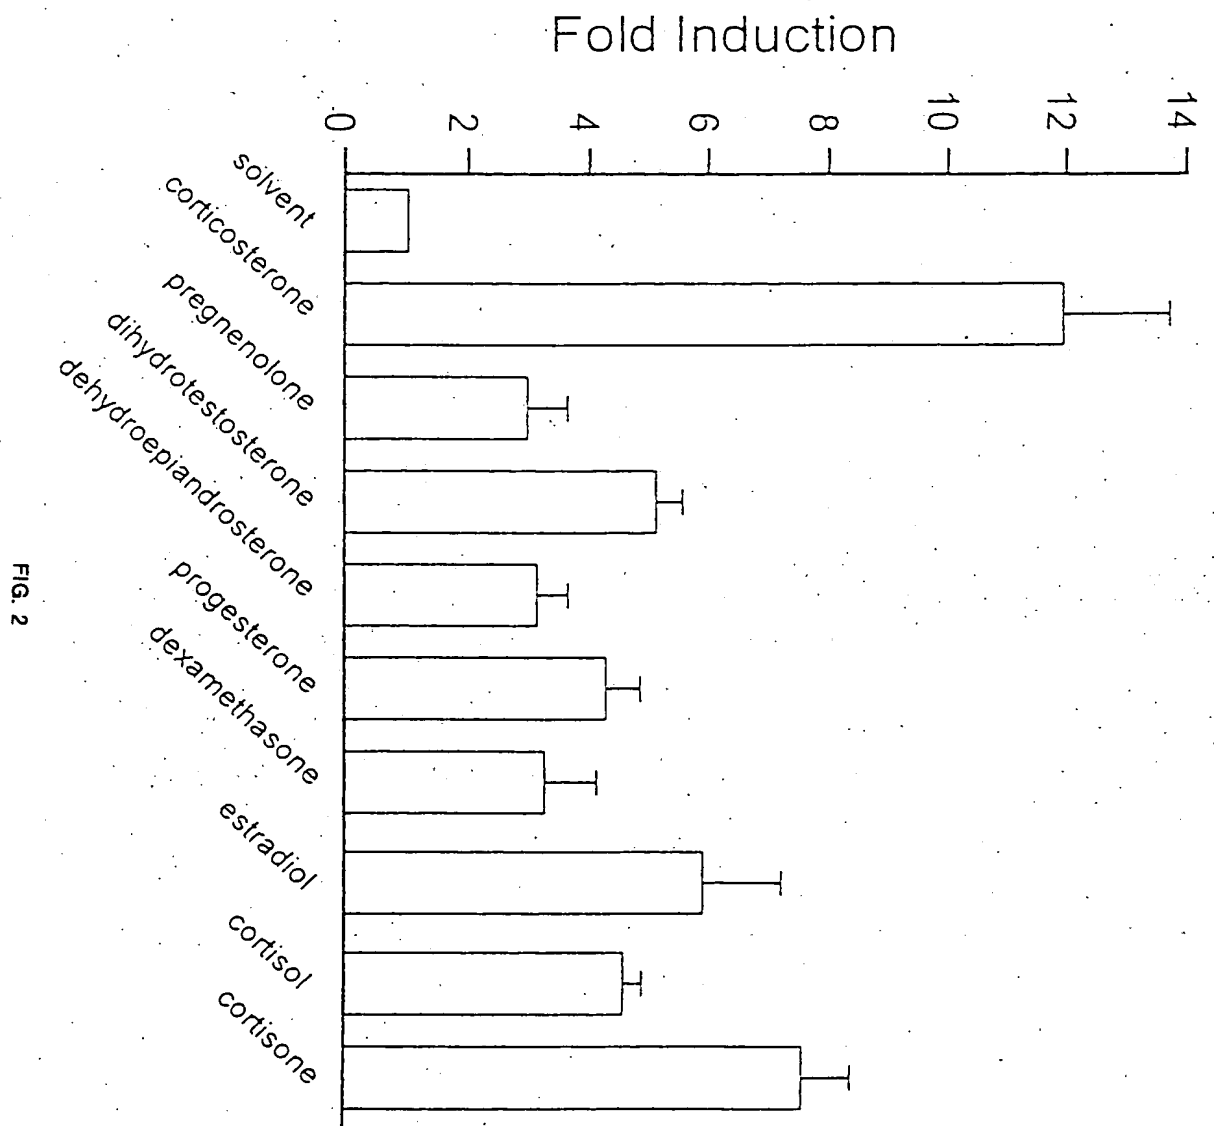 Fold Induction
0
2
4
6
8
10
12
14
solvent
corticosterone
pregnenolone
dihydrotestosterone
dehydroepiandrosterone
progesterone
dexamethasone
estradiol
cortisol
cortisone
FIG. 2